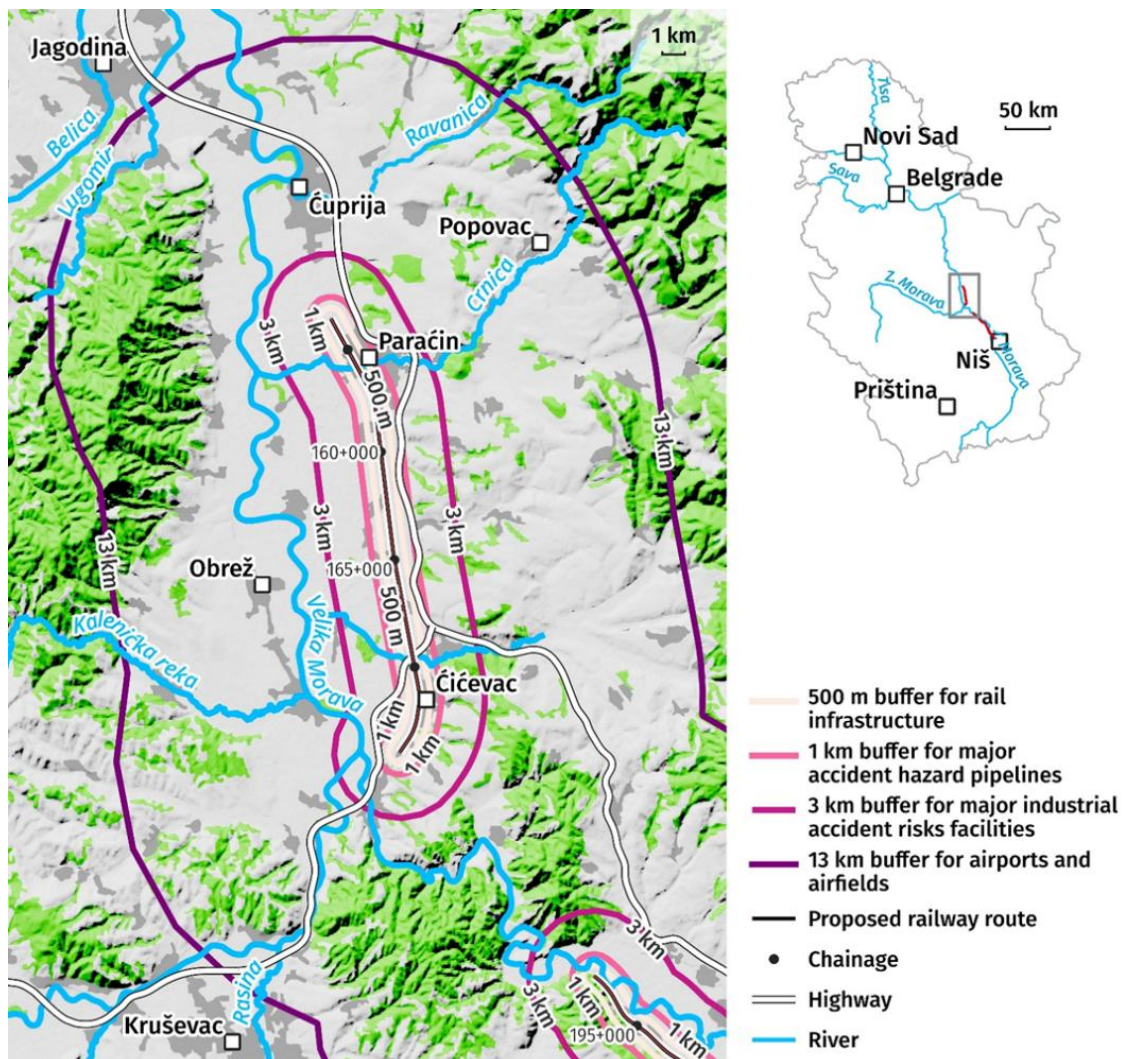 1 km
Jagodina
Belica
Vugomir
Ravanica
Ćuprija
Popovac
Crnica
3 km
1 km
Paraćin
500 m
13 km
160+000
3 km
3 km
13 km
165+000
Obrež
500 m
Kalenićka reka
Velika Morava
Ćićevac
1 km
1 km
3 km
3 km
1 km
1 km
195+000
Rasina
Kruševac
Tisa
50 km
Novi Sad
Sava
Belgrade
Z. Morava
Niš
Morava
Priština
500 m buffer for rail
infrastructure
1 km buffer for major
accident hazard pipelines
3 km buffer for major industrial
accident risks facilities
13 km buffer for airports and
airfields
Proposed railway route
Chainage
Highway
River